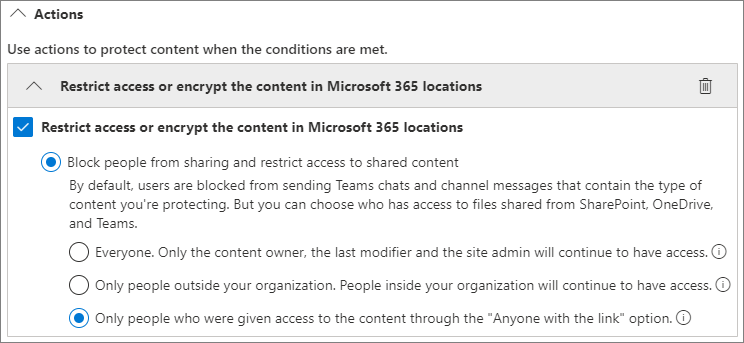 Actions
Use actions to protect content when the conditions are met.
Restrict access or encrypt the content in Microsoft 365 locations
Restrict access or encrypt the content in Microsoft 365 locations
Block people from sharing and restrict access to shared content
By default, users are blocked from sending Teams chats and channel messages that contain the type of
content you're protecting. But you can choose who has access to files shared from SharePoint, OneDrive,
and Teams.
Everyone. Only the content owner, the last modifier and the site admin will continue to have access.
Only people outside your organization. People inside your organization will continue to have access.
Only people who were given access to the content through the "Anyone with the link" option.